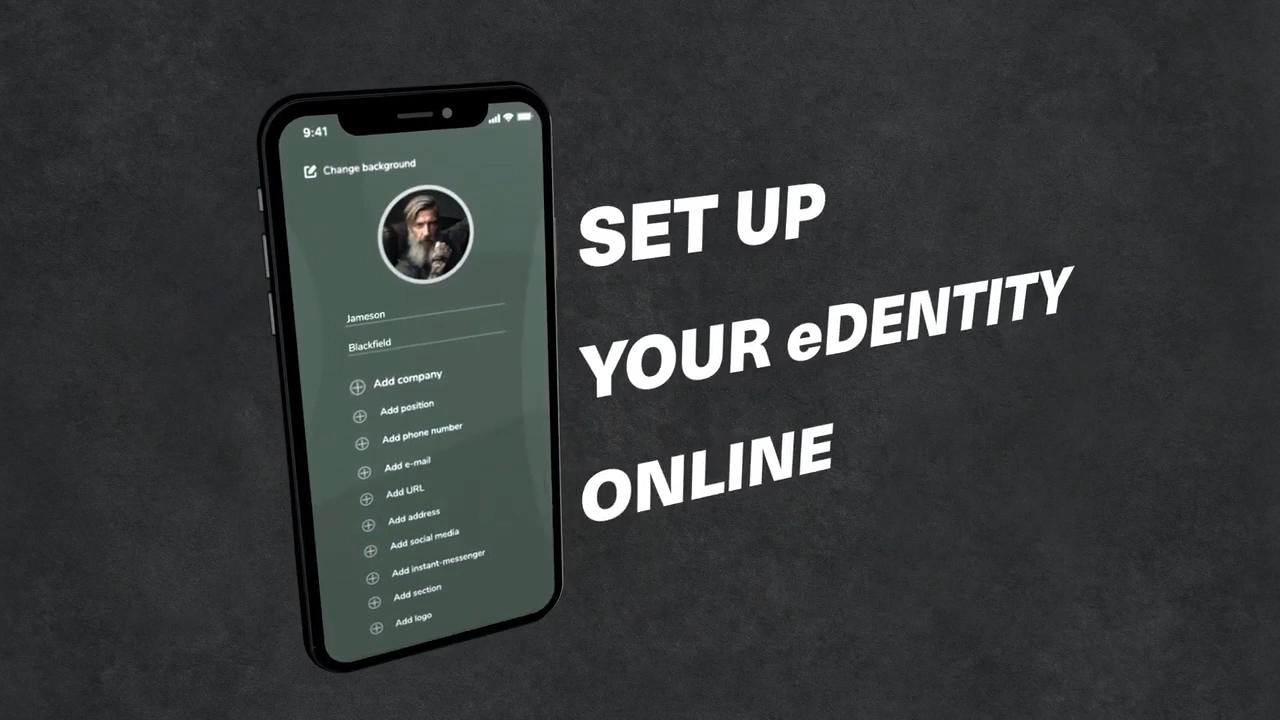 9:41
Change background
Jameson
Blackfield
Add company
Add position
Add phone number
Add e-mail
Add URL
Add address
Add social media
Add instant-messenger
Add section
Add logo
SET UP
YOUR eDENTITY
ONLINE